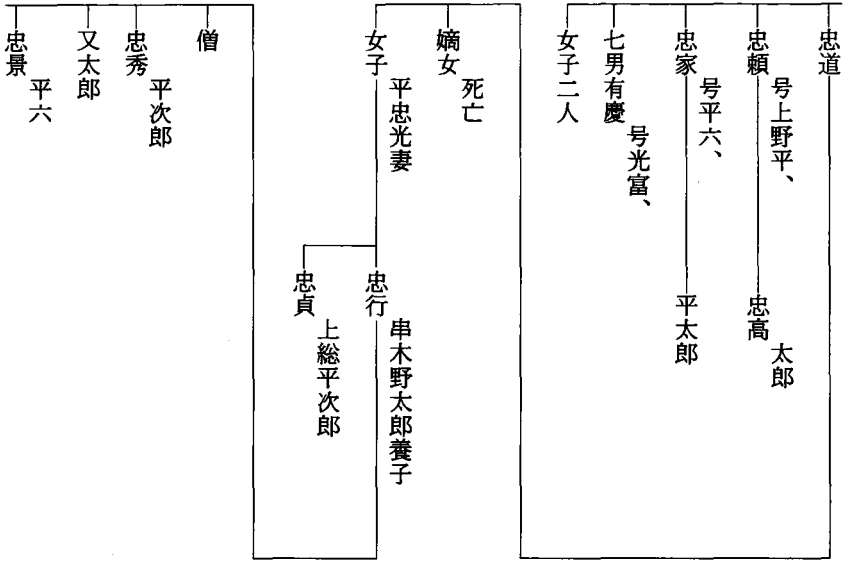 忠道
忠頼
号上野平、
忠高
太郎
忠家
号平六、
平太郎
七男有慶
号光富、
女子二人
嫡女
死亡
女子
平忠光妻
忠行
串木野太郎養子
忠貞
上総平次郎
僧
忠秀
平次郎
又太郎
忠景
平六